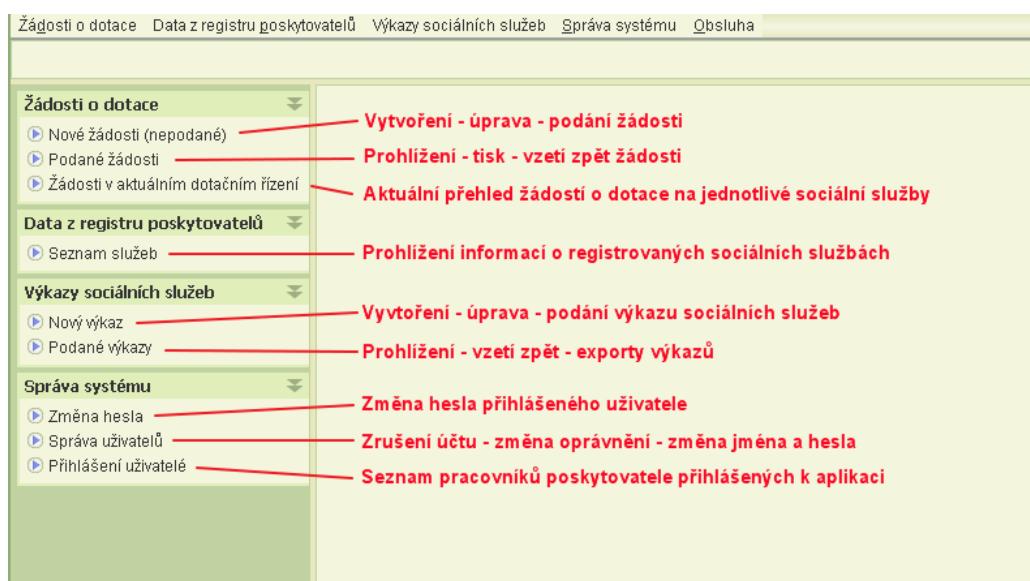 Žádosti o dotace Data z registru poskytovatelů Výkazy sociálních služeb Správa systému Obsluha
Žádosti o dotace
Nové žádosti (nepodané) Vytvoření - úprava - podání žádosti
Podané žádosti Prohlížení - tisk - vzetí zpět žádosti
Žádosti v aktuálním dotačním řízení Aktuální přehled žádostí o dotace na jednotlivé sociální služby
Data z registru poskytovatelů
Seznam služeb Prohlížení informací o registrovaných sociálních službách
Výkazy sociálních služeb
Nový výkaz Vyvtoření - úprava - podání výkazu sociálních služeb
Podané výkazy Prohlížení - vzetí zpět - exporty výkazů
Správa systému
Změna hesla Změna hesla přihlášeného uživatele
Správa uživatelů Zrušení účtu - změna oprávnění - změna jména a hesla
Přihlášení uživatelé Seznam pracovníků poskytovatele přihlášených k aplikaci